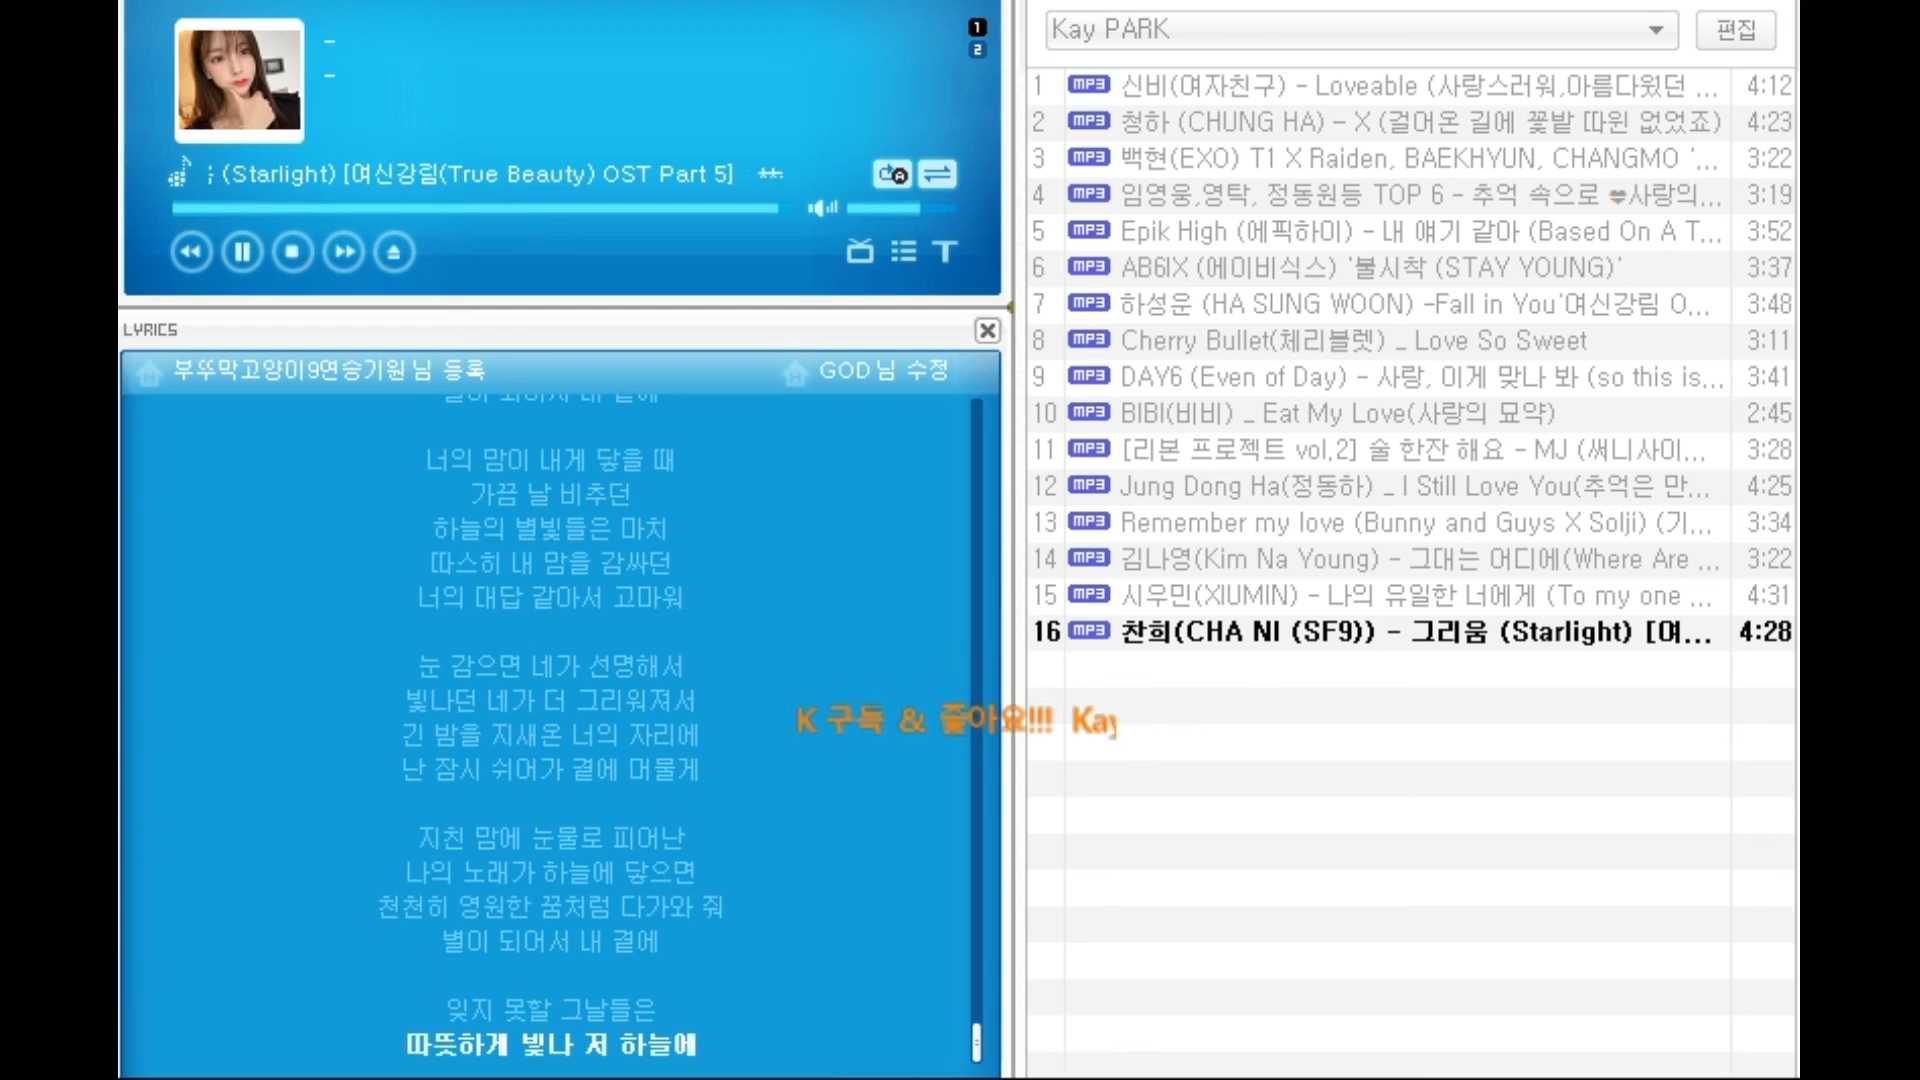 1
2
; (Starlight) [여신강림(True Beauty) OST Part 5] ***
LYRICS
부뚜막고양이9연승기원님 등록
GOD님 수정
별이 되어서 내 곁에
너의 맘이 내게 닿을 때
가끔 날 비추던
하늘의 별빛들은 마치
따스히 내 맘을 감싸던
너의 대답 같아서 고마워
눈 감으면 네가 선명해서
빛나던 네가 더 그리워져서
긴 밤을 지새온 너의 자리에
난 잠시 쉬어가 곁에 머물게
지친 맘에 눈물로 피어난
나의 노래가 하늘에 닿으면
천천히 영원한 꿈처럼 다가와 줘
별이 되어서 내 곁에
잊지 못할 그날들은
따뜻하게 빛나 저 하늘에
K 구독 & 좋아요!!! Kay
Kay PARK
편집
1 MP3 신비(여자친구) - Loveable (사랑스러워,아름다웠던 ... 4:12
2 MP3 청하 (CHUNG HA) - X (걸어온 길에 꽃밭 따윈 없었죠) 4:23
3 MP3 백현(EXO) T1 X Raiden, BAEKHYUN, CHANGMO '... 3:22
4 MP3 임영웅,영탁, 정동원등 TOP 6 - 추억 속으로 ❤사랑의... 3:19
5 MP3 Epik High (에픽하이) - 내 얘기 같아 (Based On A T... 3:52
6 MP3 AB6IX (에이비식스) '불시착 (STAY YOUNG)' 3:37
7 MP3 하성운 (HA SUNG WOON) -Fall in You'여신강림 O... 3:48
8 MP3 Cherry Bullet(체리블렛) _ Love So Sweet 3:11
9 MP3 DAY6 (Even of Day) - 사랑, 이게 맞나 봐 (so this is... 3:41
10 MP3 BIBI(비비) _ Eat My Love(사랑의 묘약) 2:45
11 MP3 [리본 프로젝트 vol.2] 술 한잔 해요 - MJ (써니사이... 3:28
12 MP3 Jung Dong Ha(정동하) _ I Still Love You(추억은 만... 4:25
13 MP3 Remember my love (Bunny and Guys X Solji) (기... 3:34
14 MP3 김나영(Kim Na Young) - 그대는 어디에(Where Are ... 3:22
15 MP3 시우민(XIUMIN) - 나의 유일한 너에게 (To my one ... 4:31
16 MP3 찬희(CHA NI (SF9)) - 그리움 (Starlight) [여... 4:28